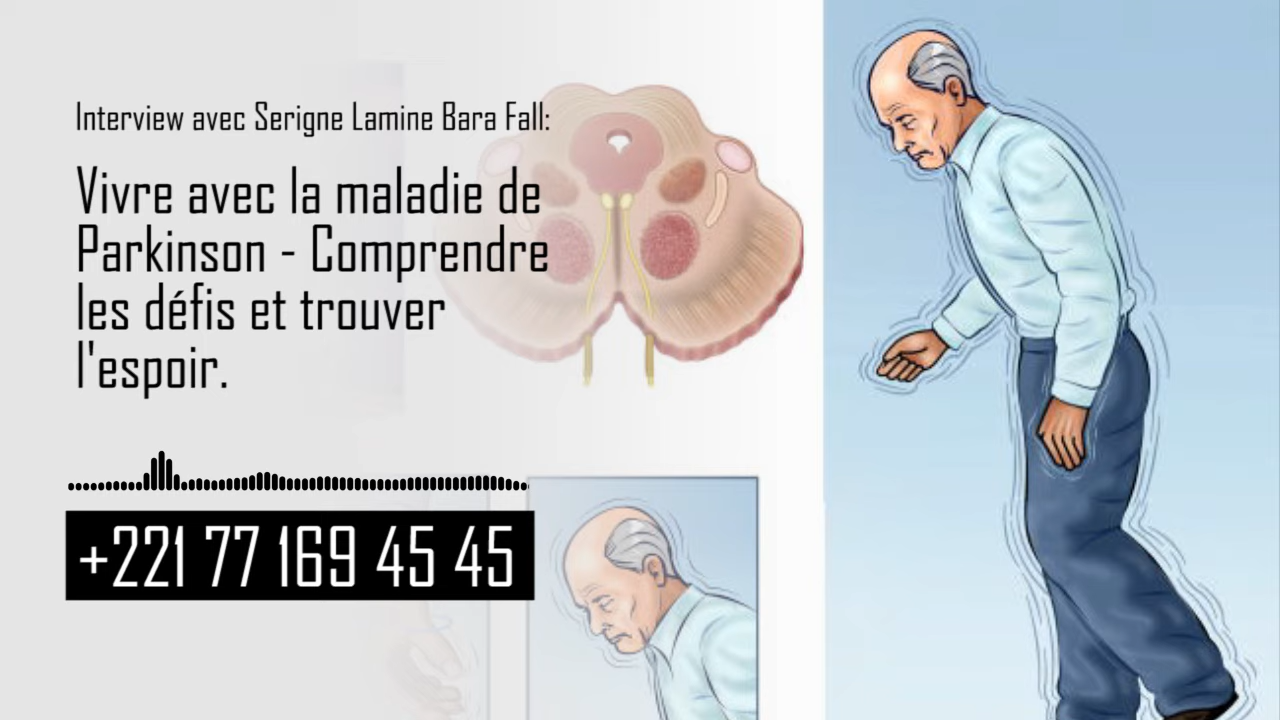 Interview avec Serigne Lamine Bara Fall:
Vivre avec la maladie de
Parkinson - Comprendre
les défis et trouver
l'espoir.
+221 77 169 45 45